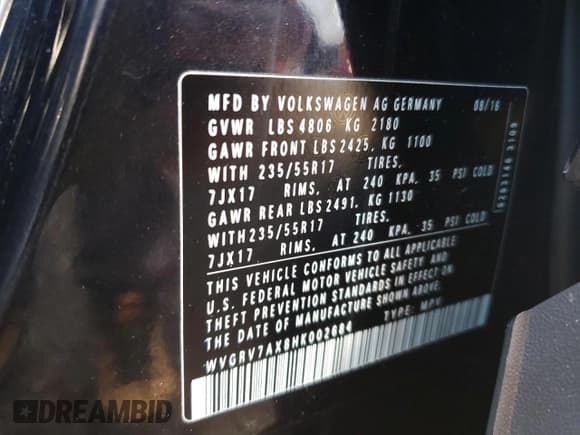 MFD BY VOLKSWAGEN AG GERMANY 08/16
GVWR LBS 4806 KG 2180
GAWR FRONT LBS 2425, KG 1100
WITH 235/55R17 TIRES,
7JX17 RIMS, AT 240 KPA, 35 PSI COLD
GAWR REAR LBS 2491, KG 1130
WITH 235/55R17 TIRES,
7JX17 RIMS, AT 240 KPA, 35 PSI COLD
THIS VEHICLE CONFORMS TO ALL APPLICABLE
U.S. FEDERAL MOTOR VEHICLE SAFETY AND
THEFT PREVENTION STANDARDS IN EFFECT ON
THE DATE OF MANUFACTURE SHOWN ABOVE.
WVGRV7AX8HK002684 TYPE: MPV
DREAMBID